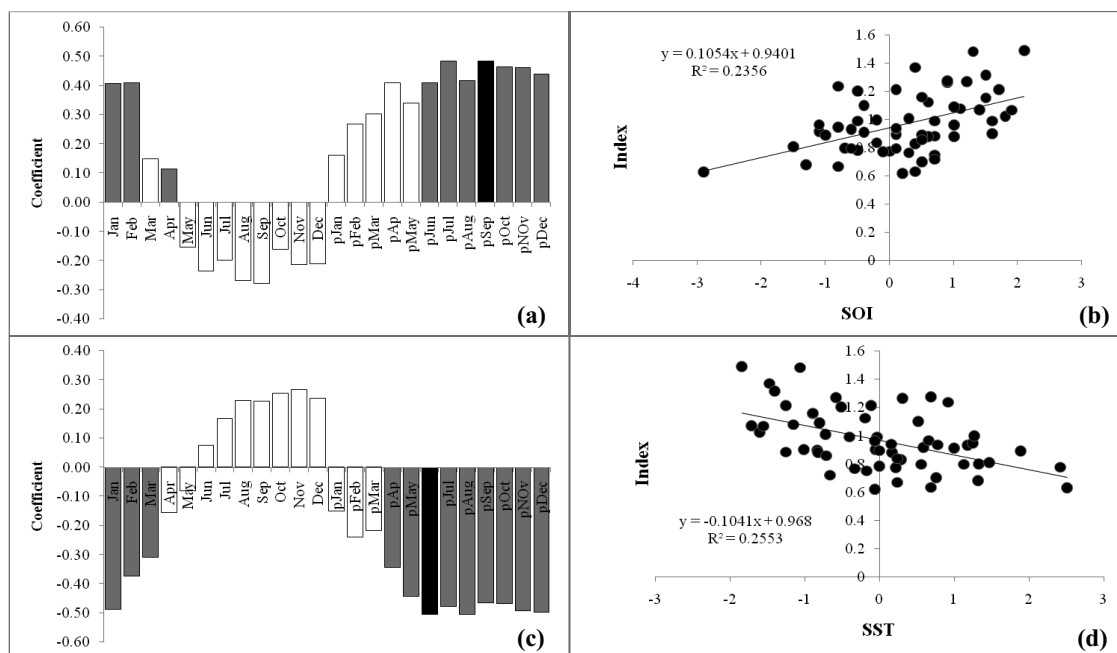 0.60
0.50
0.40
0.30
0.20
0.10
0.00
-0.10
-0.20
-0.30
-0.40
Coefficient
Jan Feb Mar Apr May Jun Jul Aug Sep Oct Nov Dec pJan pFeb pMar pAp pMay pJun pJul pAug pSep pOct pNOv pDec
(a)
y = 0.1054x + 0.9401
R² = 0.2356
1.6
1.4
1.2
1
0.8
0.6
0.4
0.2
0
Index
-4 -3 -2 -1 0 1 2 3
SOI
(b)
0.40
0.30
0.20
0.10
0.00
-0.10
-0.20
-0.30
-0.40
-0.50
-0.60
Coefficient
Jan Feb Mar Apr May Jun Jul Aug Sep Oct Nov Dec pJan pFeb pMar pAp pMay pJul pAug pSep pOct pNOv pDec
(c)
1.6
1.4
1.2
1
0.8
0.6
0.4
0.2
0
Index
y = -0.1041x + 0.968
R² = 0.2553
-3 -2 -1 0 1 2 3
SST
(d)